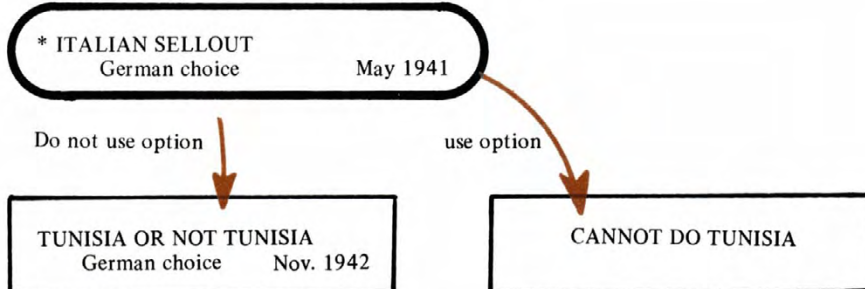 * ITALIAN SELLOUT
German choice May 1941
Do not use option
use option
TUNISIA OR NOT TUNISIA
German choice Nov. 1942
CANNOT DO TUNISIA